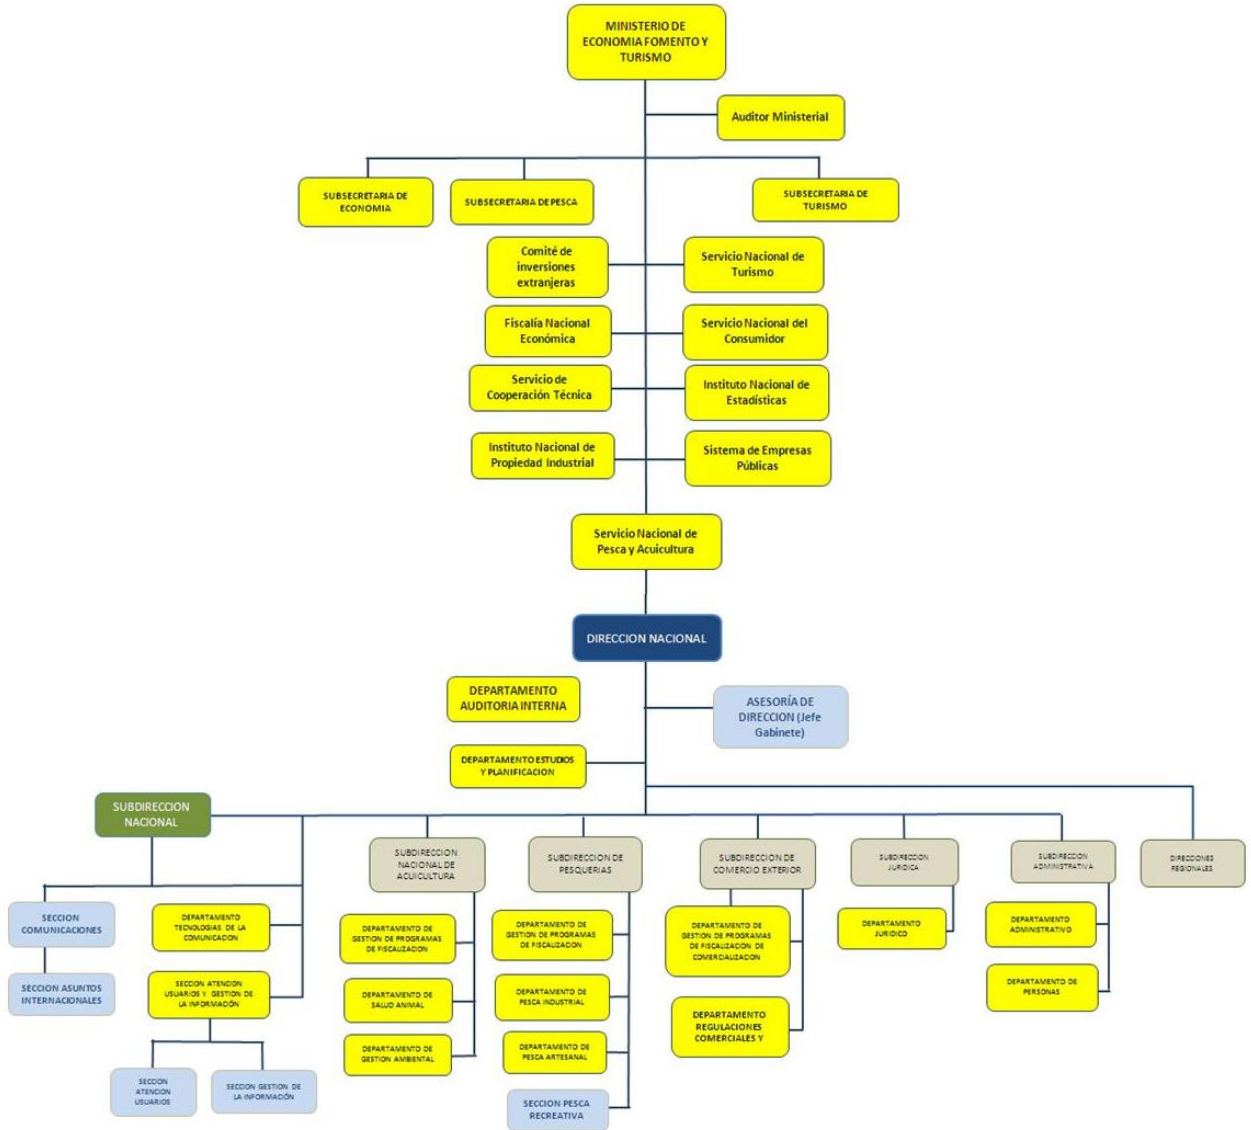 MINISTERIO DE
ECONOMIA FOMENTO Y
TURISMO
Auditor Ministerial
SUBSECRETARIA DE
ECONOMIA
SUBSECRETARIA DE PESCA
SUBSECRETARIA DE
TURISMO
Comité de
inversiones
extranjeras
Servicio Nacional de
Turismo
Fiscalía Nacional
Económica
Servicio Nacional del
Consumidor
Servicio de
Cooperación Técnica
Instituto Nacional de
Estadísticas
Instituto Nacional de
Propiedad Industrial
Sistema de Empresas
Públicas
Servicio Nacional de
Pesca y Acuicultura
DIRECCION NACIONAL
DEPARTAMENTO
AUDITORIA INTERNA
ASESORÍA DE
DIRECCION (Jefe
Gabinete)
DEPARTAMENTO ESTUDIOS
Y PLANIFICACION
SUBDIRECCION
NACIONAL
SUBDIRECCION
NACIONAL DE
ACUICULTURA
SUBDIRECCION DE
PESQUERIAS
SUBDIRECCION DE
COMERCIO EXTERIOR
SUBDIRECCION
JURIDICA
SUBDIRECCION
ADMINISTRATIVA
DIRECCIONES
REGIONALES
SECCION
COMUNICACIONES
DEPARTAMENTO
TECNOLOGIAS DE LA
COMUNICACION
DEPARTAMENTO DE
GESTION DE PROGRAMAS
DE FISCALIZACION
DEPARTAMENTO DE
GESTION DE PROGRAMAS
DE FISCALIZACION
DEPARTAMENTO DE
GESTION DE PROGRAMAS
DE FISCALIZACION DE
COMERCIALIZACION
DEPARTAMENTO
JURIDICO
DEPARTAMENTO
ADMINISTRATIVO
SECCION ASUNTOS
INTERNACIONALES
SECCION ATENCION
USUARIOS Y GESTION DE
LA INFORMACIÓN
DEPARTAMENTO DE
SALUD ANIMAL
DEPARTAMENTO DE
PESCA INDUSTRIAL
DEPARTAMENTO
REGULACIONES
COMERCIALES Y
DEPARTAMENTO DE
PERSONAS
DEPARTAMENTO DE
GESTION AMBIENTAL
DEPARTAMENTO DE
PESCA ARTESANAL
SECCION
ATENCION
USUARIOS
SECCION GESTION DE
LA INFORMACIÓN
SECCION PESCA
RECREATIVA